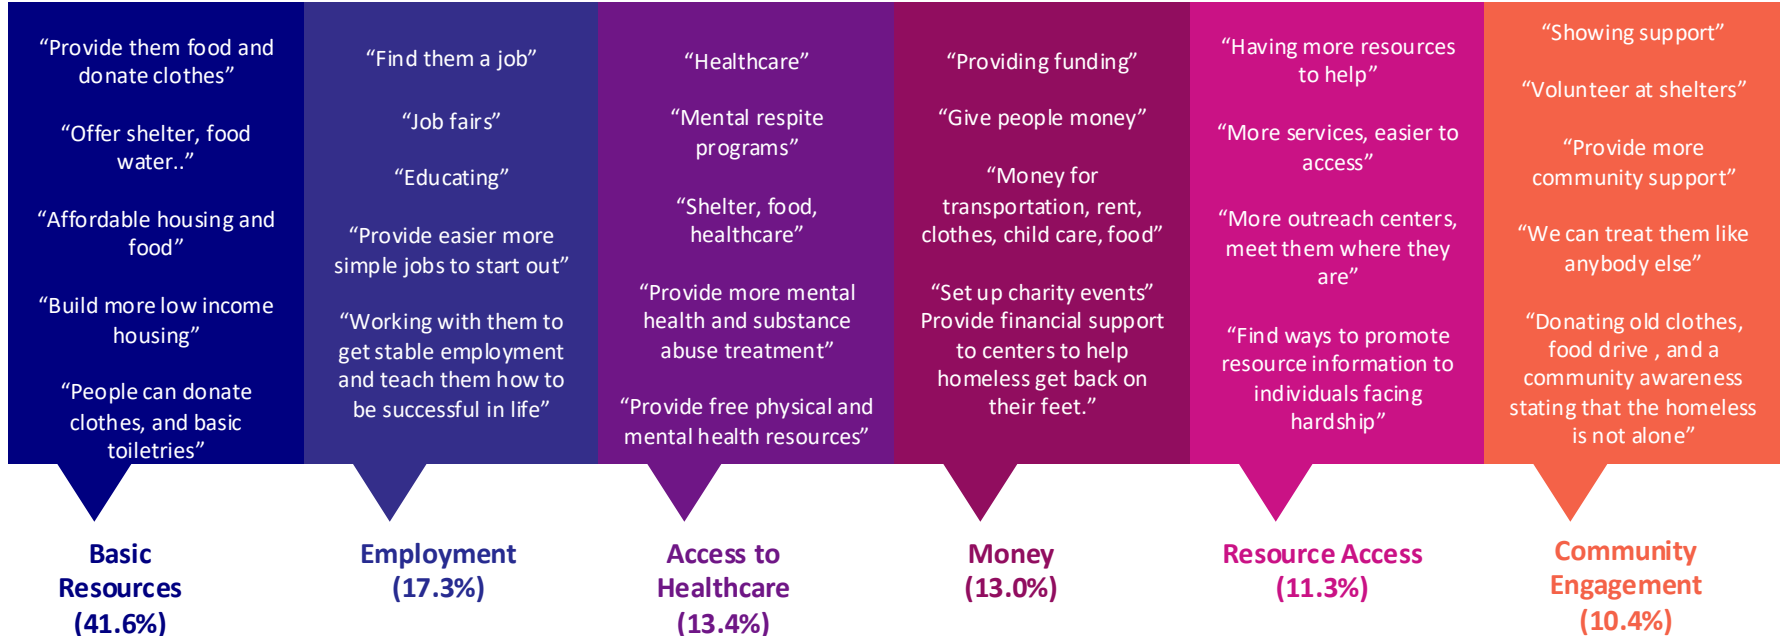 “Provide them food and
donate clothes”
“Offer shelter, food
water..”
“Affordable housing and
food”
“Build more low income
housing”
“People can donate
clothes, and basic
toiletries”
Basic
Resources
(41.6%)
“Find them a job”
“Job fairs”
“Educating”
“Provide easier more
simple jobs to start out”
“Working with them to
get stable employment
and teach them how to
be successful in life”
Employment
(17.3%)
“Healthcare”
“Mental respite
programs”
“Shelter, food,
healthcare”
“Provide more mental
health and substance
abuse treatment”
“Provide free physical and
mental health resources”
Access to
Healthcare
(13.4%)
“Providing funding”
“Give people money”
“Money for
transportation, rent,
clothes, child care, food”
“Set up charity events”
Provide financial support
to centers to help
homeless get back on
their feet.”
Money
(13.0%)
“Having more resources
to help”
“More services, easier to
access”
“More outreach centers,
meet them where they
are”
“Find ways to promote
resource information to
individuals facing
hardship”
Resource Access
(11.3%)
“Showing support”
“Volunteer at shelters”
“Provide more
community support”
“We can treat them like
anybody else”
“Donating old clothes,
food drive , and a
community awareness
stating that the homeless
is not alone”
Community
Engagement
(10.4%)